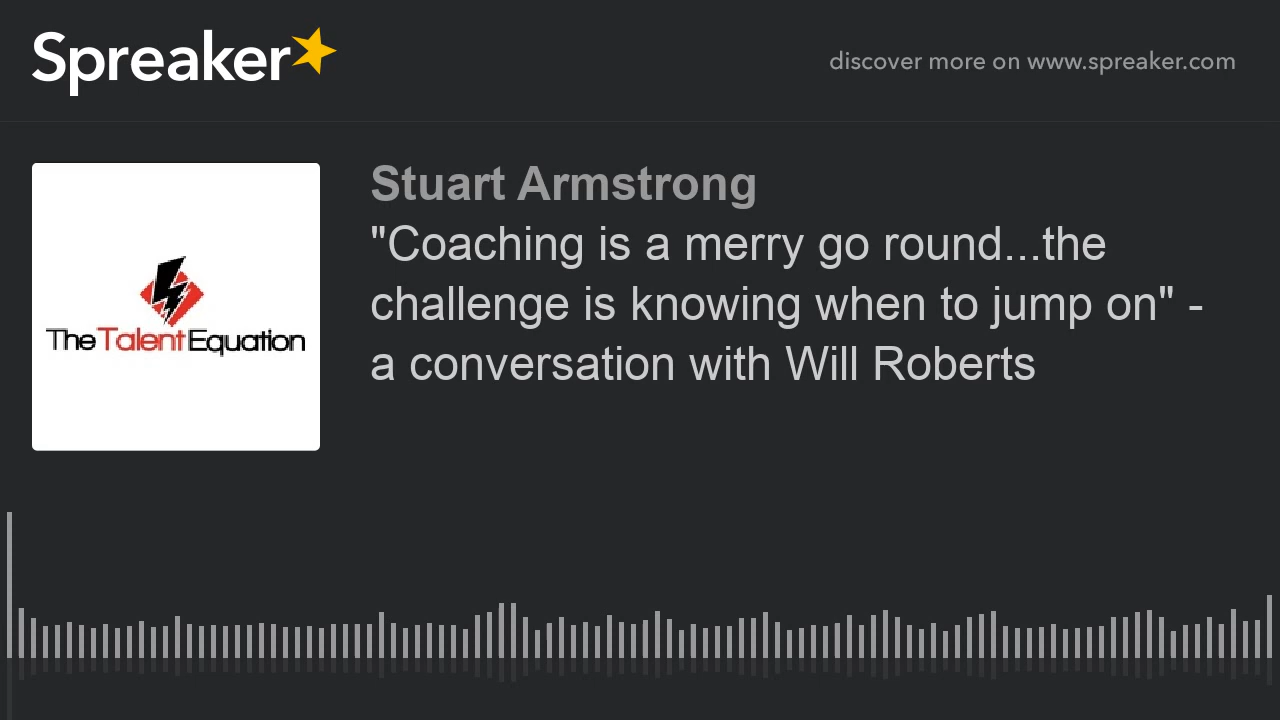 Spreaker
discover more on www.spreaker.com
The Talent Equation
Stuart Armstrong
"Coaching is a merry go round...the
challenge is knowing when to jump on" -
a conversation with Will Roberts